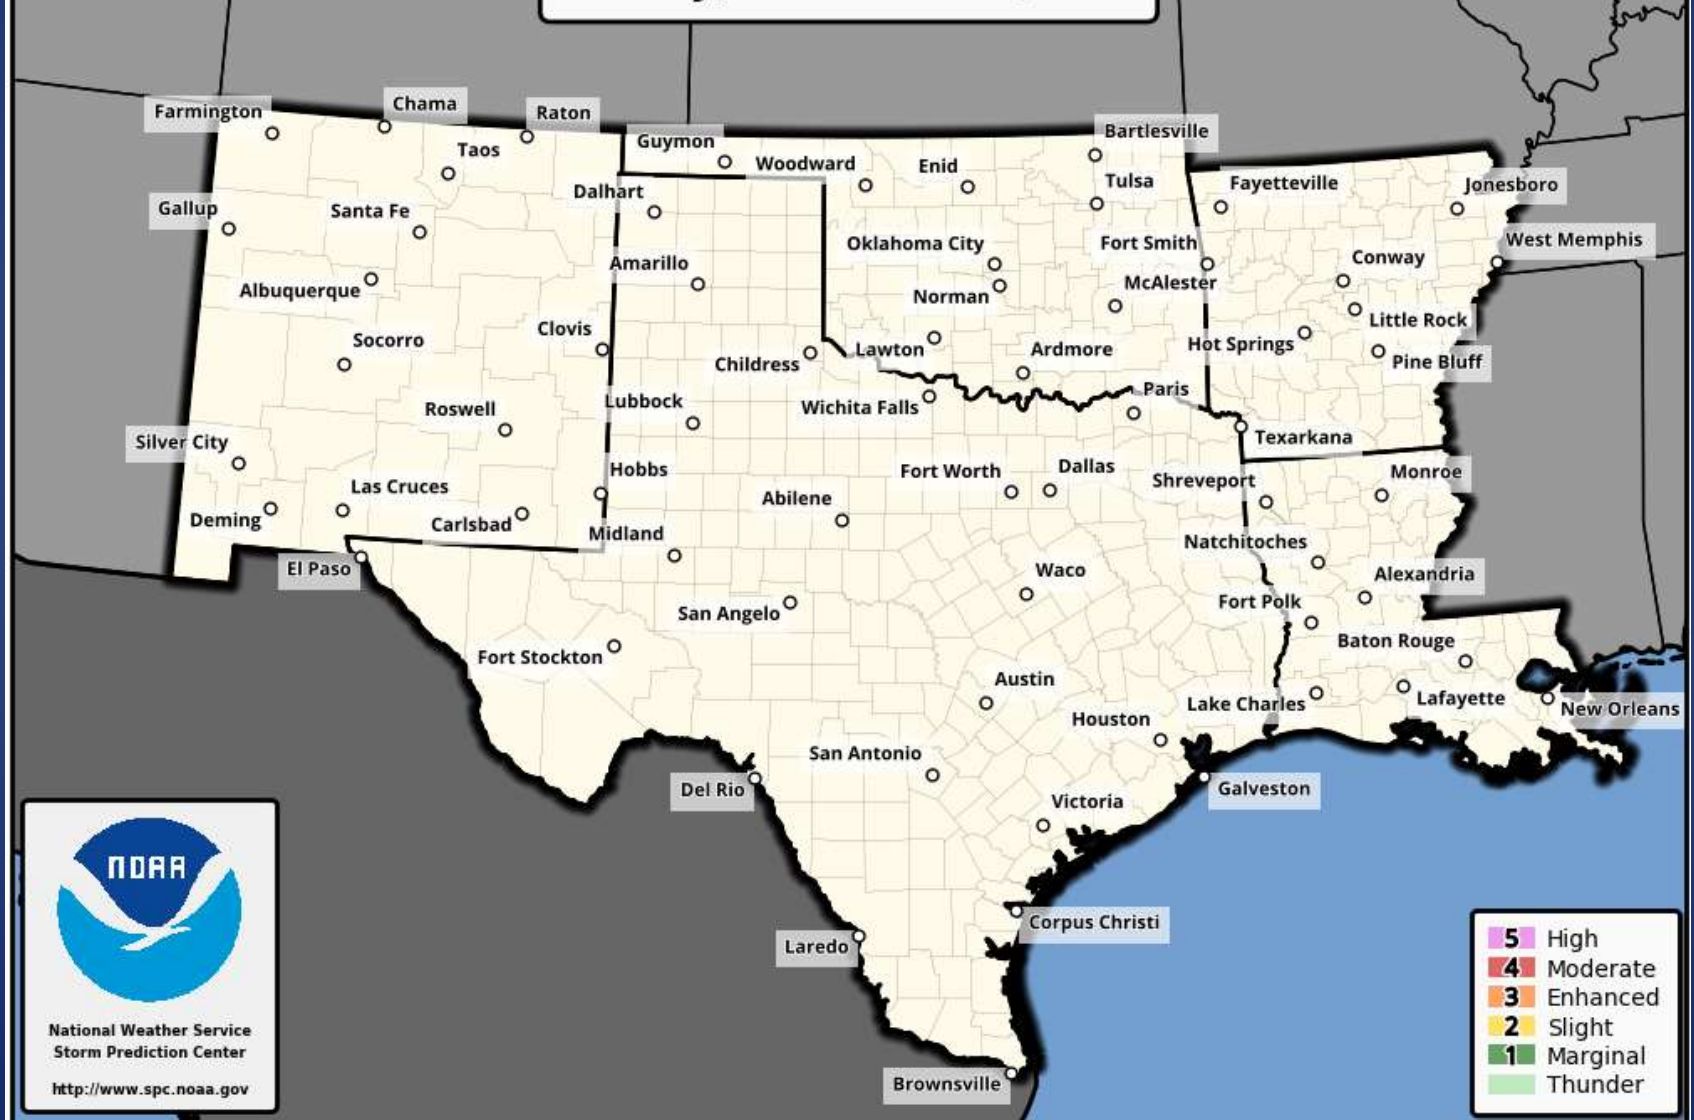 Farmington
Chama
Raton
Guymon
Bartlesville
Taos
Woodward
Enid
Tulsa
Fayetteville
Jonesboro
Dalhart
Gallup
Santa Fe
Oklahoma City
Fort Smith
West Memphis
Amarillo
Conway
Albuquerque
Norman
McAlester
Little Rock
Socorro
Clovis
Childress
Lawton
Ardmore
Hot Springs
Pine Bluff
Roswell
Lubbock
Wichita Falls
Paris
Silver City
Texarkana
Hobbs
Fort Worth
Dallas
Shreveport
Monroe
Las Cruces
Abilene
Deming
Carlsbad
Midland
Natchitoches
El Paso
Waco
Alexandria
San Angelo
Fort Polk
Fort Stockton
Baton Rouge
Austin
Lake Charles
Lafayette
New Orleans
Houston
San Antonio
Del Rio
Galveston
Victoria
Corpus Christi
Laredo
Brownsville
NOAA
National Weather Service
Storm Prediction Center
http://www.spc.noaa.gov
5 High
4 Moderate
3 Enhanced
2 Slight
1 Marginal
Thunder